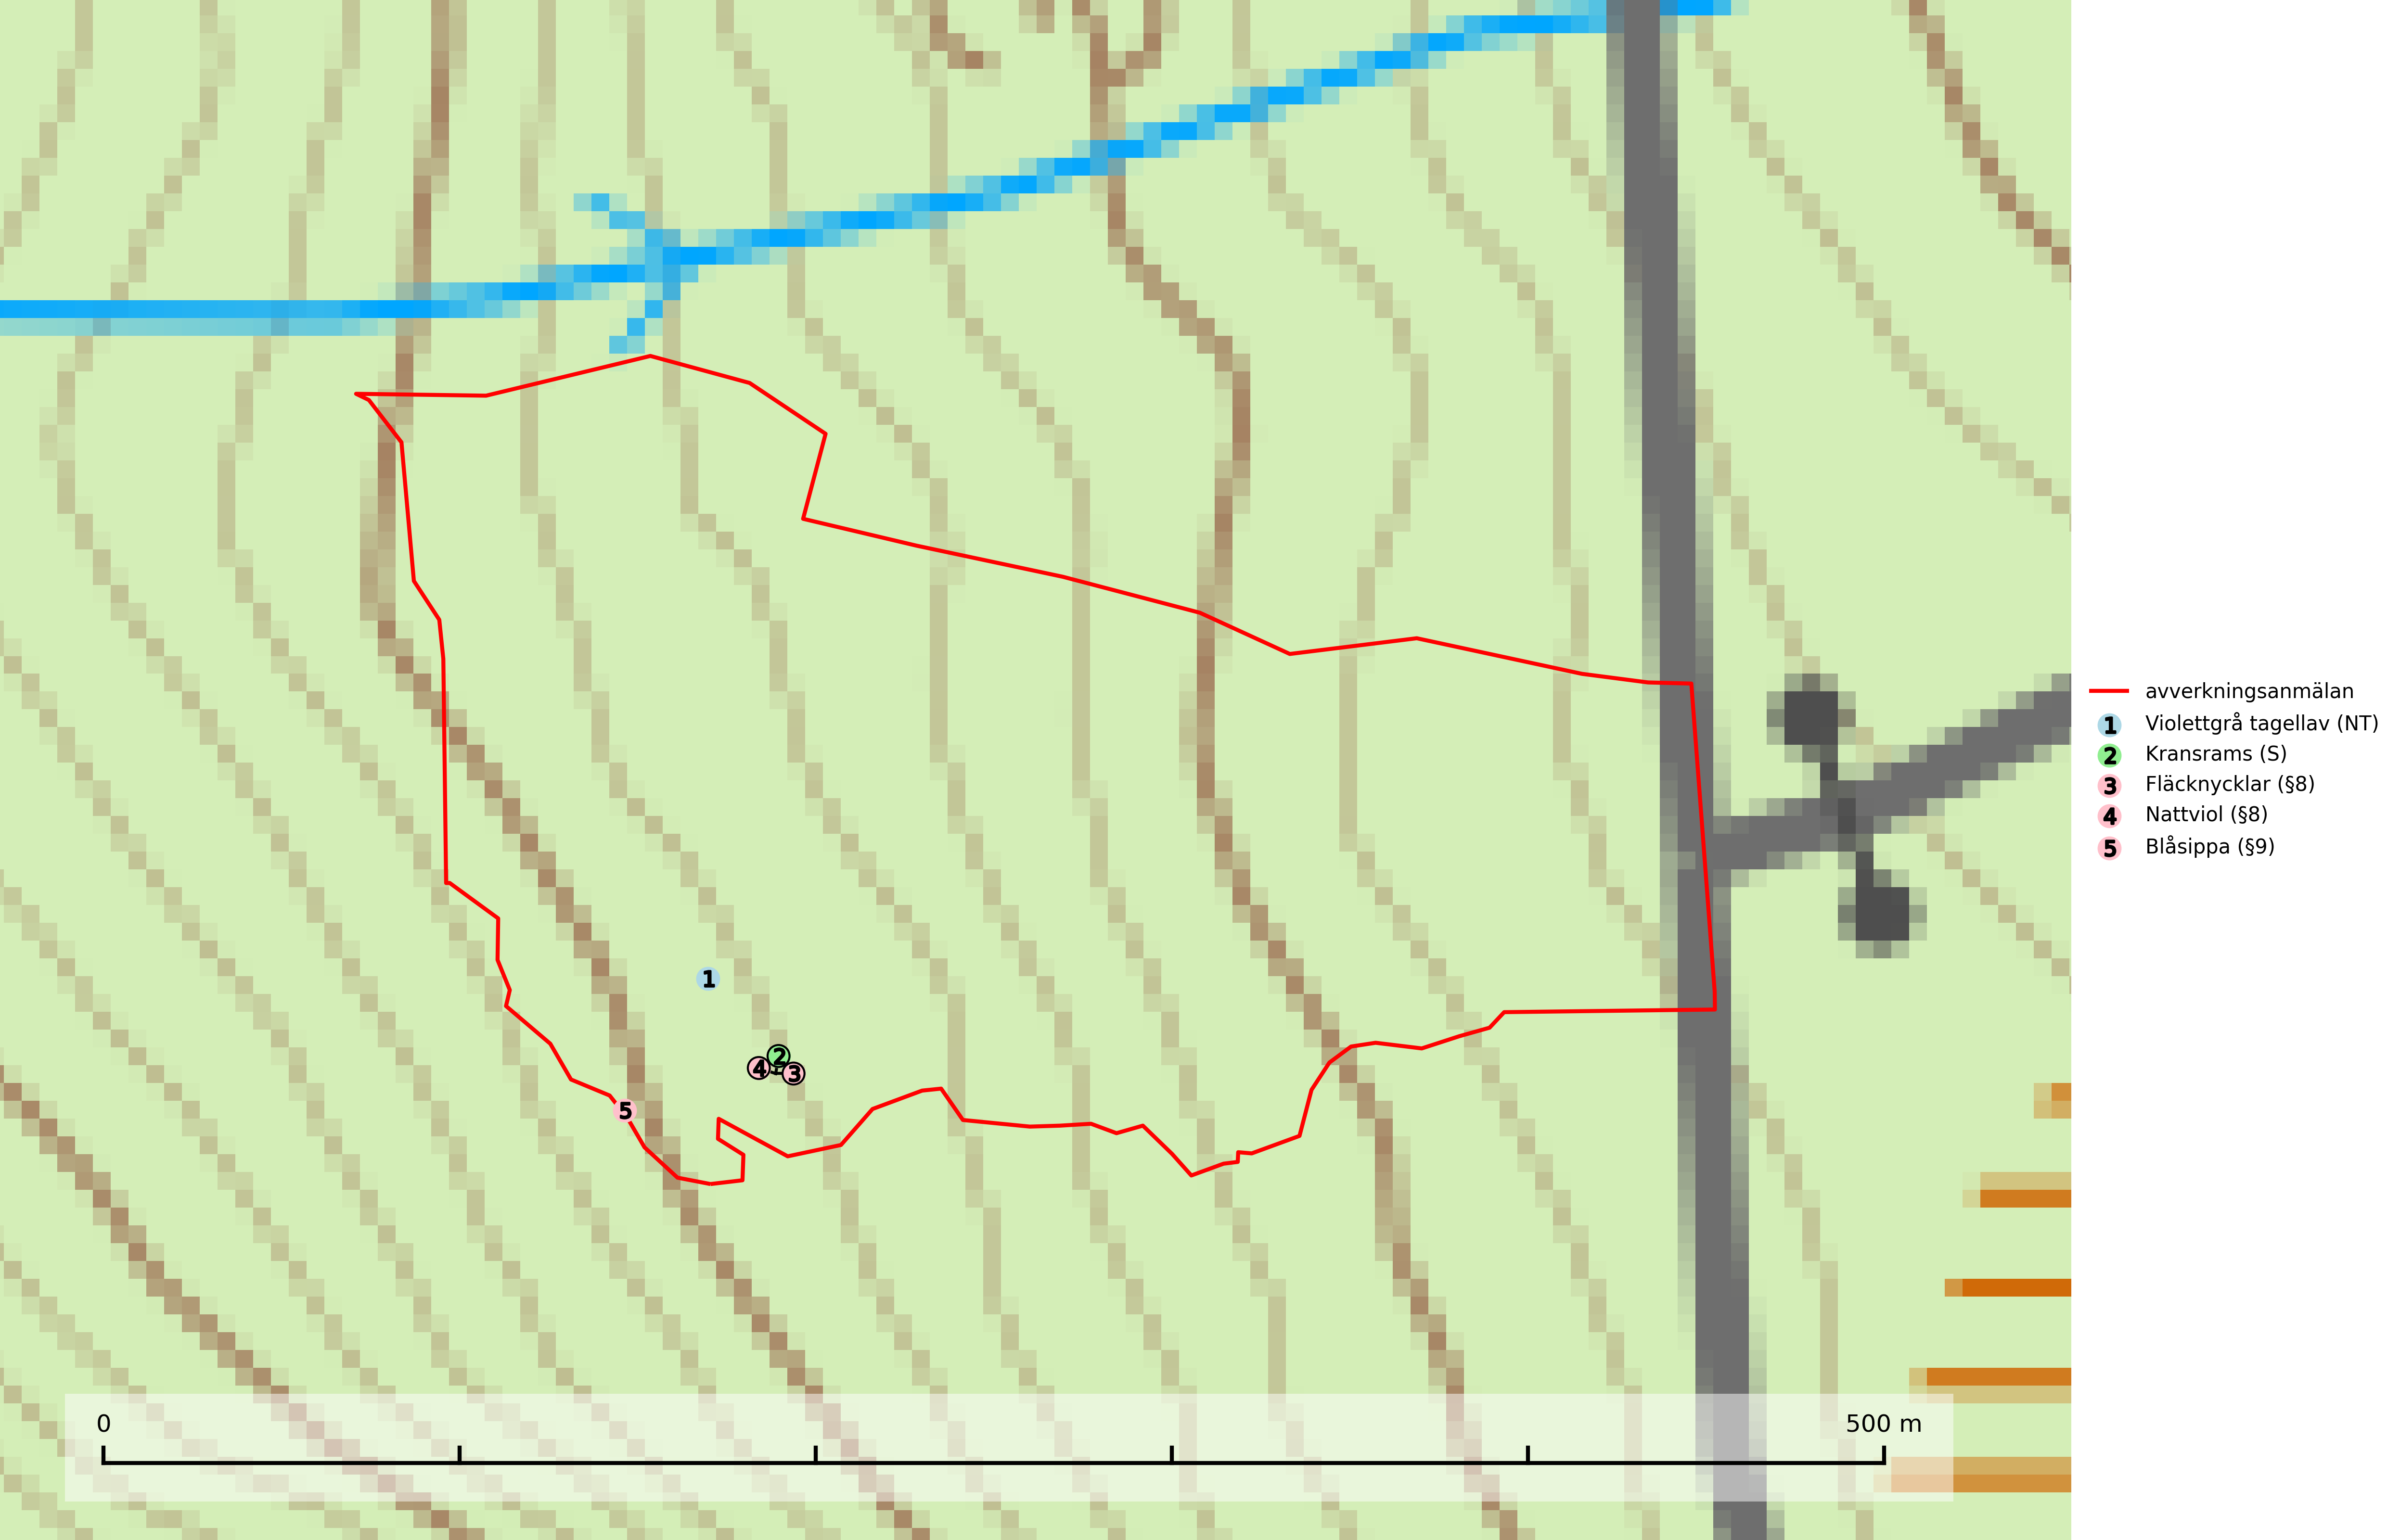 avverkningsanmälan
1 Violettgrå tagellav (NT)
2 Kransrams (S)
3 Fläcknycklar (§8)
4 Nattviol (§8)
5 Blåsippa (§9)
1
2
4
3
5
0
500 m